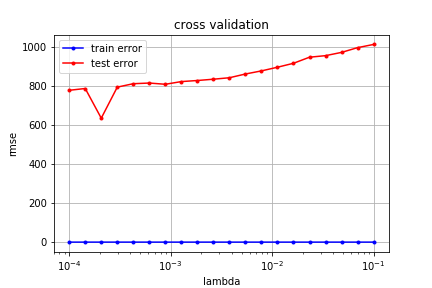 cross validation
train error
test error
1000
800
600
400
200
0
rmse
10⁻⁴ 10⁻³ 10⁻² 10⁻¹
lambda